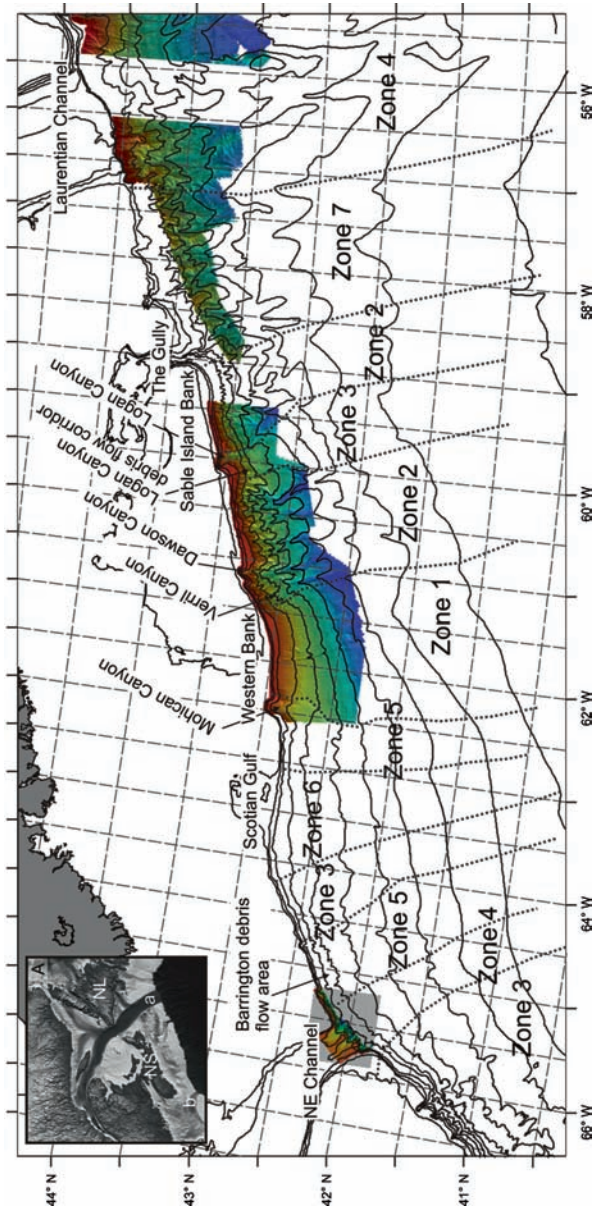 Laurentian Channel
The Gully
Logan Canyon
Sable Island Bank
Logan Canyon
debris flow corridor
Dawson Canyon
Verril Canyon
Western Bank
Mohican Canyon
Scotian Gulf
Barrington debris
flow area
NE Channel
Zone 4
Zone 7
Zone 2
Zone 3
Zone 2
Zone 1
Zone 5
Zone 6
Zone 3
Zone 5
Zone 4
Zone 3
A
NL
NS
a
b
44° N
43° N
42° N
41° N
66° W
64° W
62° W
60° W
58° W
56° W